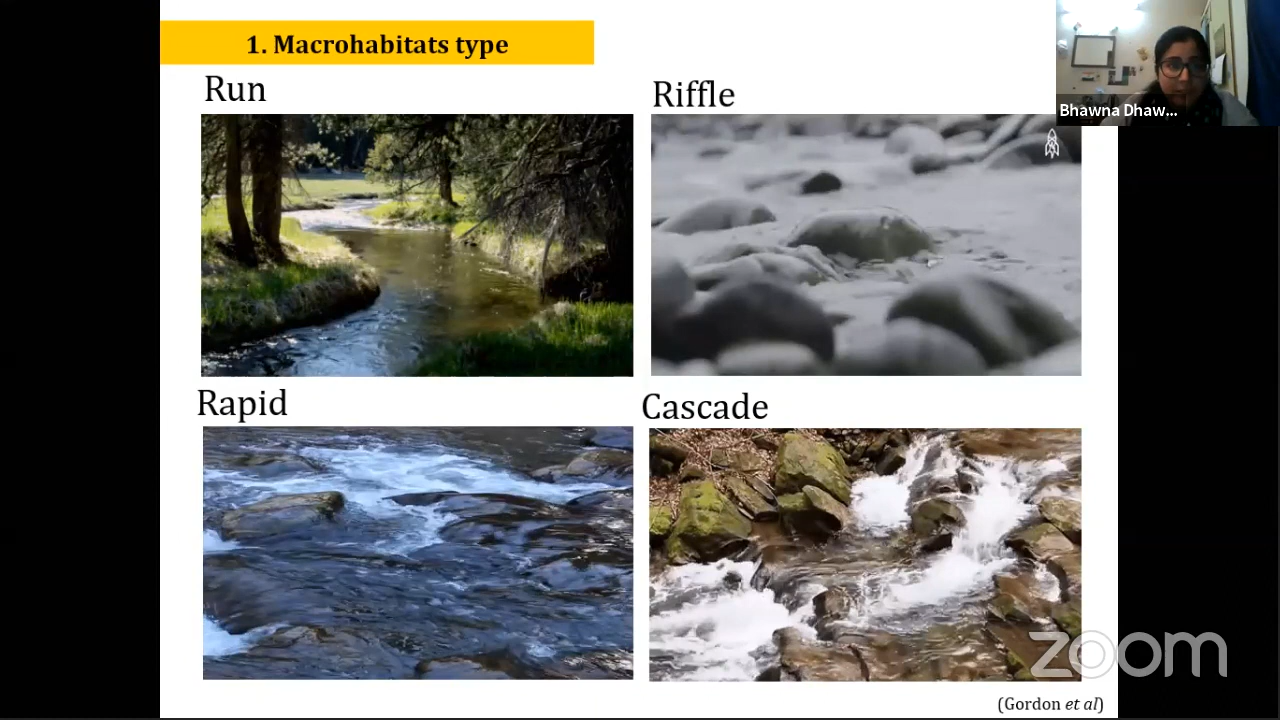 1. Macrohabitats type
Run
Riffle
Bhawna Dhaw...
Rapid
Cascade
zoom
(Gordon et al)